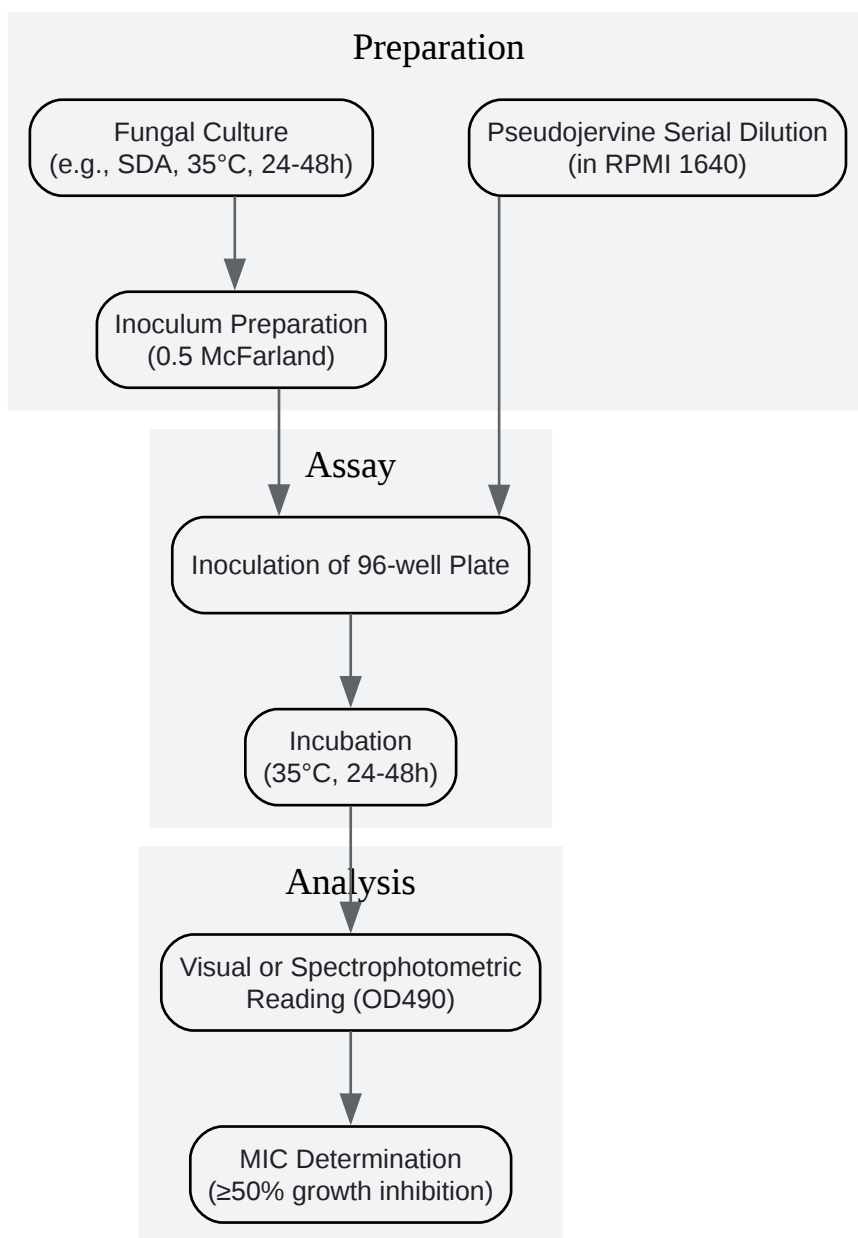 Preparation
Fungal Culture
(e.g., SDA, 35°C, 24-48h)
Pseudojervine Serial Dilution
(in RPMI 1640)
Inoculum Preparation
(0.5 McFarland)
Assay
Inoculation of 96-well Plate
Incubation
(35°C, 24-48h)
Analysis
Visual or Spectrophotometric
Reading (OD490)
MIC Determination
(≥50% growth inhibition)